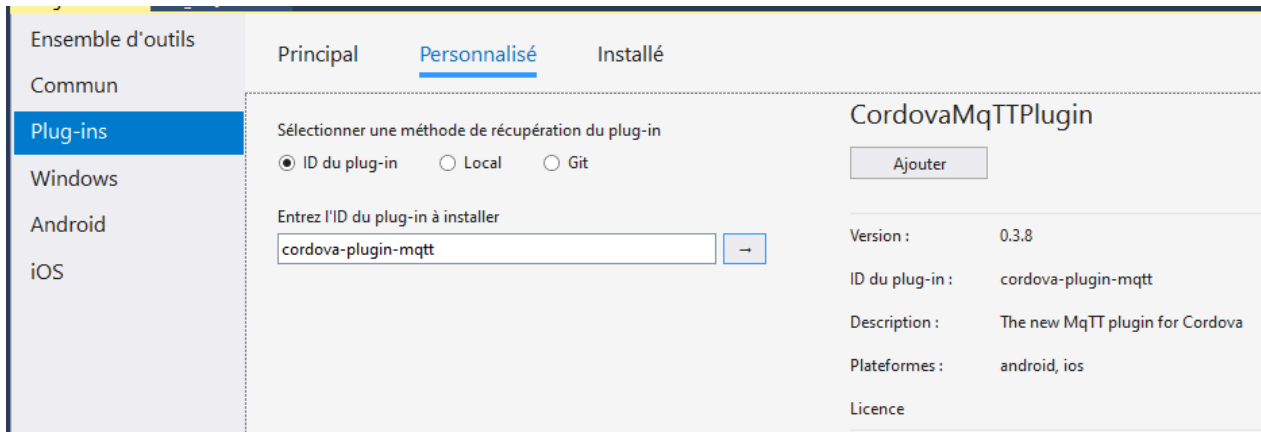 Ensemble d'outils
Commun
Plug-ins
Windows
Android
iOS
Principal Personnalisé Installé
Sélectionner une méthode de récupération du plug-in
ID du plug-in Local Git
Entrez l'ID du plug-in à installer
cordova-plugin-mqtt →
CordovaMqTTPlugin
Ajouter
Version : 0.3.8
ID du plug-in : cordova-plugin-mqtt
Description : The new MqTT plugin for Cordova
Plateformes : android, ios
Licence